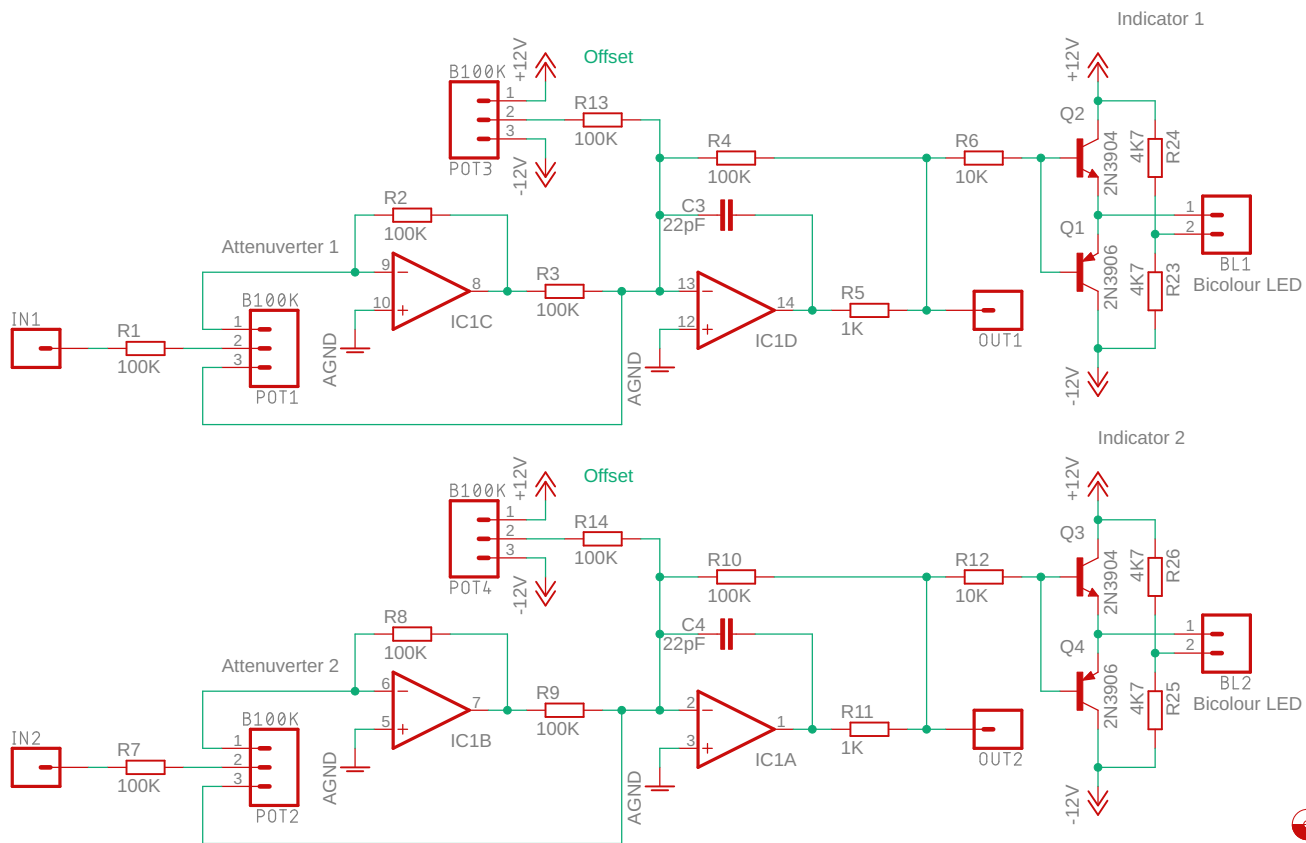 Indicator 1
+12V
Offset
B100K
1
2
3
POT3
-12V
R13
100K
R4
100K
C3
22pF
R6
10K
+12V
Q2
2N3904
4K7
R24
Q1
2N3906
4K7
R23
1
2
BL1
Bicolour LED
-12V
R2
100K
Attenuverter 1
9
10
8
IC1C
AGND
R3
100K
13
12
14
IC1D
AGND
R5
1K
OUT1
IN1
R1
100K
B100K
1
2
3
POT1
Indicator 2
+12V
Offset
B100K
1
2
3
POT4
-12V
R14
100K
R10
100K
C4
22pF
R12
10K
+12V
Q3
2N3904
4K7
R26
Q4
2N3906
4K7
R25
1
2
BL2
Bicolour LED
-12V
R8
100K
Attenuverter 2
6
5
7
IC1B
AGND
R9
100K
2
3
1
IC1A
AGND
R11
1K
OUT2
IN2
R7
100K
B100K
1
2
3
POT2